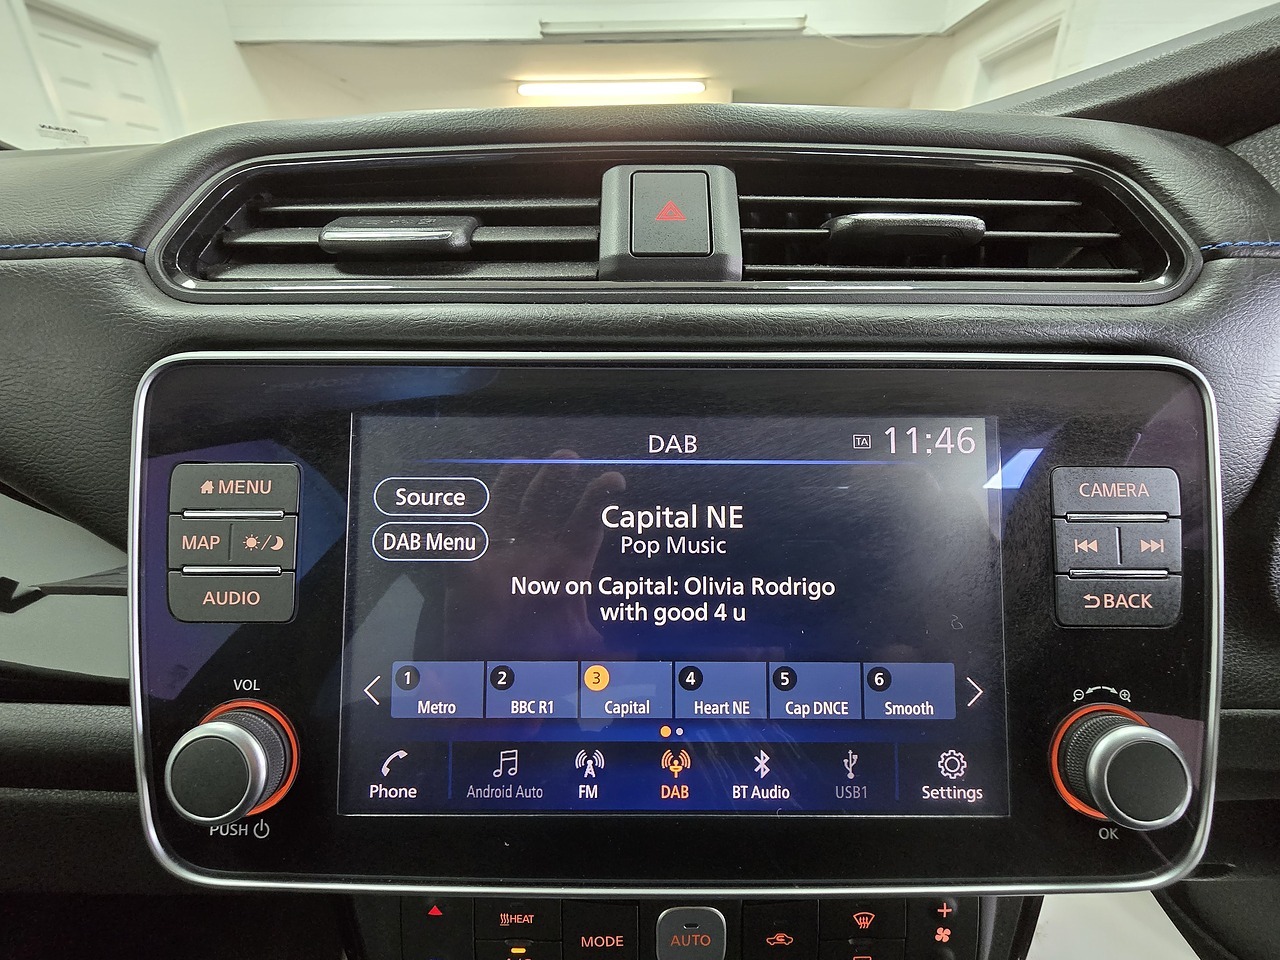 DAB
TA 11:46
MENU
MAP
AUDIO
Source
DAB Menu
Capital NE
Pop Music
Now on Capital: Olivia Rodrigo
with good 4 u
CAMERA
BACK
VOL
1 Metro
2 BBC R1
3 Capital
4 Heart NE
5 Cap DNCE
6 Smooth
Phone
Android Auto
FM
DAB
BT Audio
USB1
Settings
PUSH
OK
HEAT
MODE
AUTO